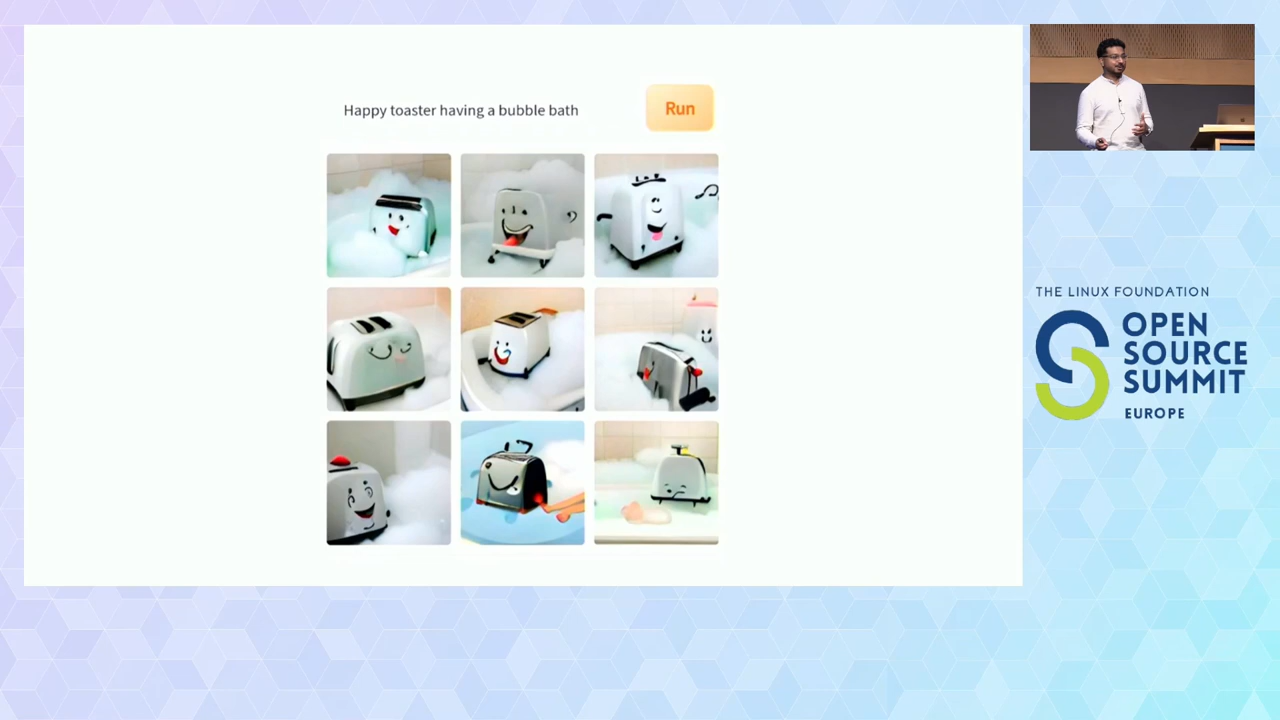 Happy toaster having a bubble bath
Run
THE LINUX FOUNDATION
OPEN
SOURCE
SUMMIT
EUROPE